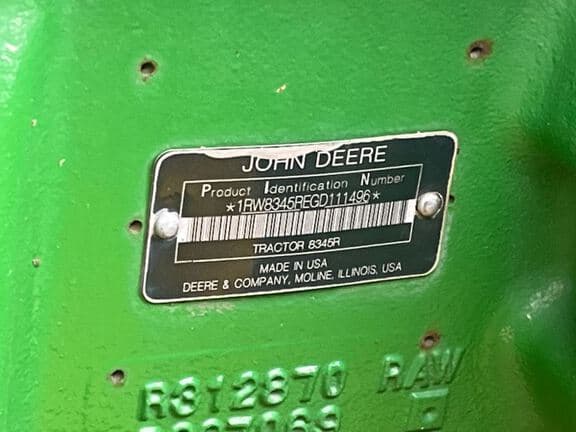 JOHN DEERE
Product Identification Number
*1RW8345REGD111496*
TRACTOR 8345R
MADE IN USA
DEERE & COMPANY, MOLINE, ILLINOIS, USA
R312870 RAW